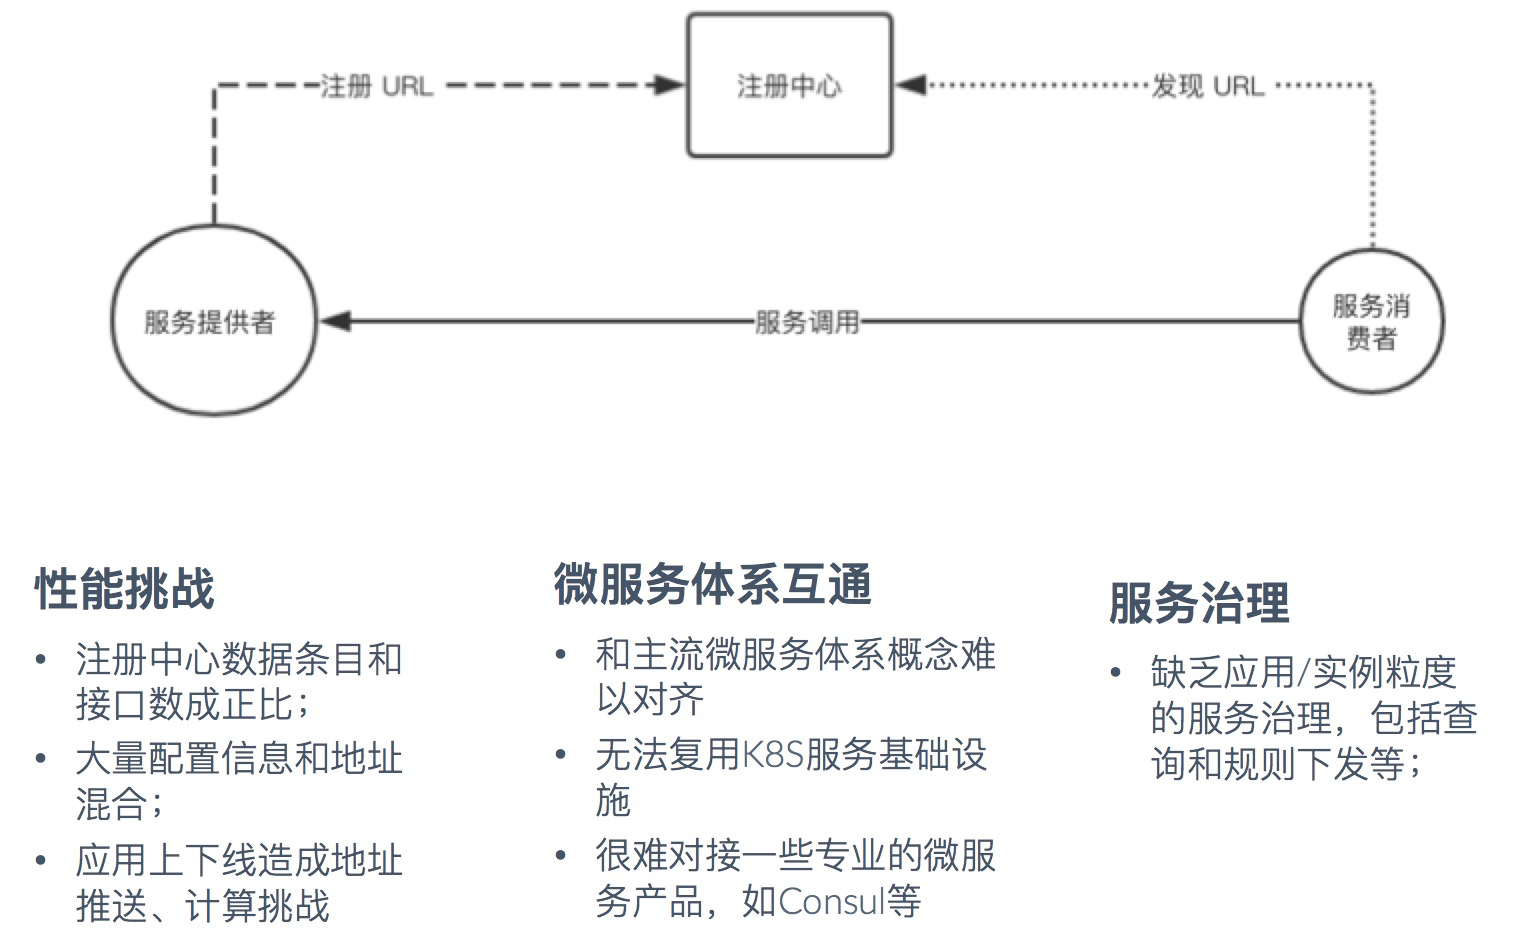 注册 URL
注册中心
发现 URL
服务提供者
服务调用
服务消
费者
性能挑战
• 注册中心数据条目和
接口数成正比；
• 大量配置信息和地址
混合；
• 应用上下线造成地址
推送、计算挑战
微服务体系互通
• 和主流微服务体系概念难
以对齐
• 无法复用K8S服务基础设
施
• 很难对接一些专业的微服
务产品，如Consul等
服务治理
• 缺乏应用/实例粒度
的服务治理，包括查
询和规则下发等；